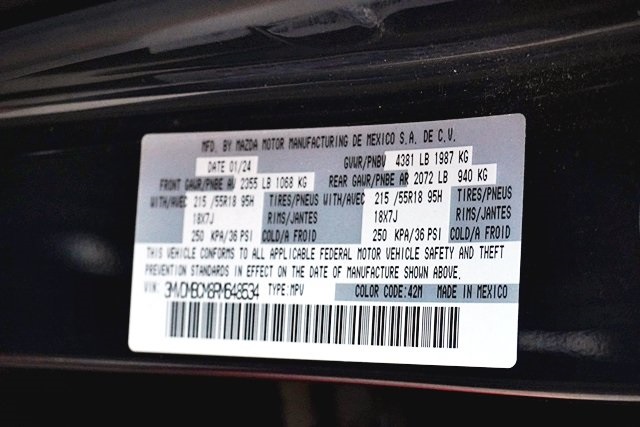 MFD. BY MAZDA MOTOR MANUFACTURING DE MEXICO S.A. DE C.V.
DATE 01/24 GVWR/PNBV 4381 LB 1987 KG
FRONT GAWR/PNBE AV 2355 LB 1068 KG REAR GAWR/PNBE AR 2072 LB 940 KG
WITH/AVEC 215 /55R18 95H TIRES/PNEUS WITH/AVEC 215 /55R18 95H TIRES/PNEUS
18X7J RIMS/JANTES 18X7J RIMS/JANTES
250 KPA/36 PSI COLD/A FROID 250 KPA/36 PSI COLD/A FROID
THIS VEHICLE CONFORMS TO ALL APPLICABLE FEDERAL MOTOR VEHICLE SAFETY AND THEFT
PREVENTION STANDARDS IN EFFECT ON THE DATE OF MANUFACTURE SHOWN ABOVE.
VIN: TYPE:MPV COLOR CODE:42M MADE IN MEXICO